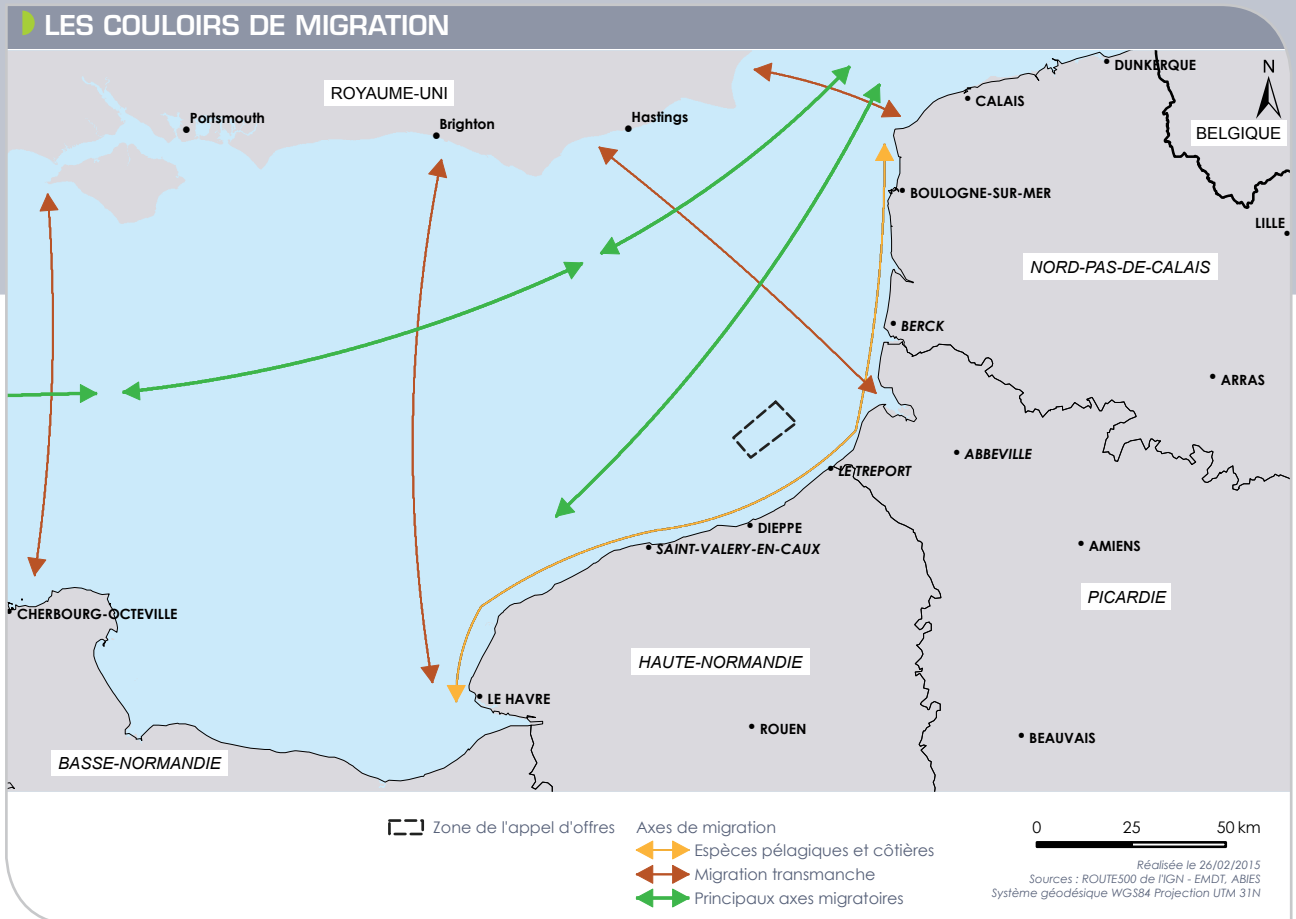 LES COULOIRS DE MIGRATION
DUNKERQUE
N
ROYAUME-UNI
CALAIS
Portsmouth
Brighton
Hastings
BELGIQUE
BOULOGNE-SUR-MER
LILLE
NORD-PAS-DE-CALAIS
BERCK
ARRAS
ABBEVILLE
LE TREPORT
DIEPPE
SAINT-VALERY-EN-CAUX
AMIENS
PICARDIE
CHERBOURG-OCTEVILLE
HAUTE-NORMANDIE
LE HAVRE
ROUEN
BEAUVAIS
BASSE-NORMANDIE
Zone de l'appel d'offres
Axes de migration
Espèces pélagiques et côtières
Migration transmanche
Principaux axes migratoires
0 25 50 km
Réalisée le 26/02/2015
Sources : ROUTE500 de l'IGN - EMDT, ABIES
Système géodésique WGS84 Projection UTM 31N